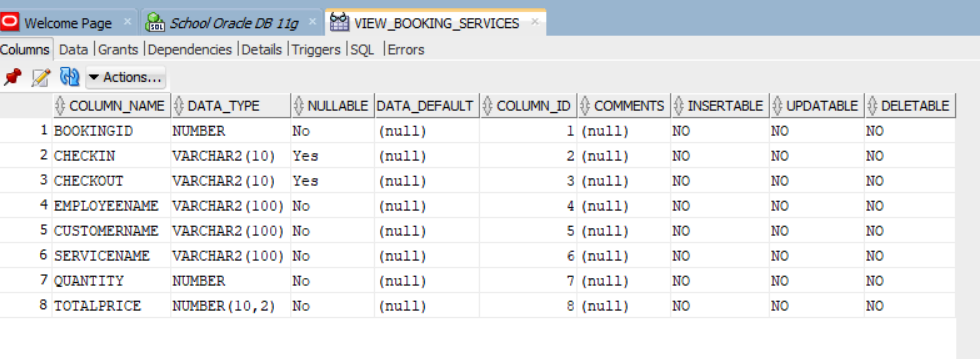 Welcome Page School Oracle DB 11g VIEW_BOOKING_SERVICES
Columns Data |Grants |Dependencies |Details |Triggers |SQL |Errors
Actions...
COLUMN_NAME DATA_TYPE NULLABLE DATA_DEFAULT COLUMN_ID COMMENTS INSERTABLE UPDATABLE DELETABLE
1 BOOKINGID NUMBER No (null) 1 (null) NO NO NO
2 CHECKIN VARCHAR2(10) Yes (null) 2 (null) NO NO NO
3 CHECKOUT VARCHAR2(10) Yes (null) 3 (null) NO NO NO
4 EMPLOYEENAME VARCHAR2(100) No (null) 4 (null) NO NO NO
5 CUSTOMERNAME VARCHAR2(100) No (null) 5 (null) NO NO NO
6 SERVICENAME VARCHAR2(100) No (null) 6 (null) NO NO NO
7 QUANTITY NUMBER No (null) 7 (null) NO NO NO
8 TOTALPRICE NUMBER(10,2) No (null) 8 (null) NO NO NO